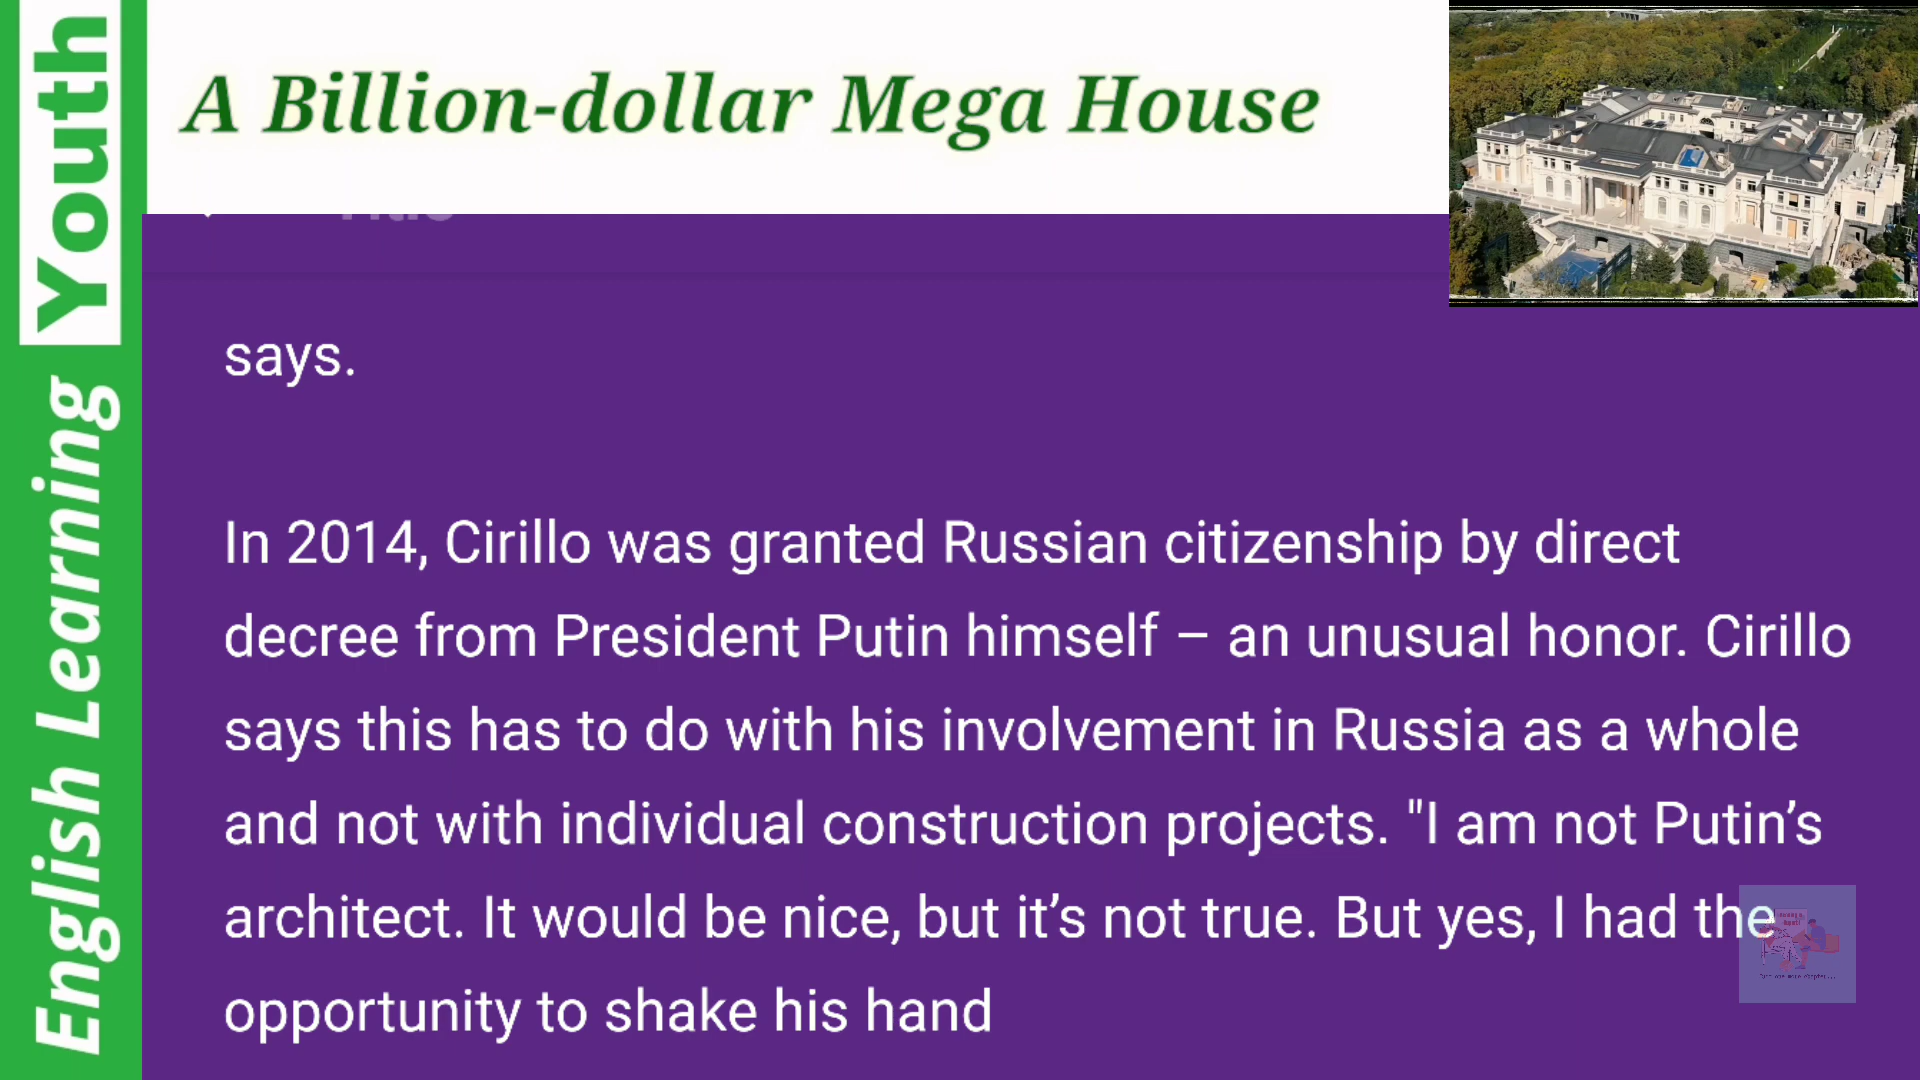 English Learning Youth
A Billion-dollar Mega House
says.
In 2014, Cirillo was granted Russian citizenship by direct
decree from President Putin himself – an unusual honor. Cirillo
says this has to do with his involvement in Russia as a whole
and not with individual construction projects. "I am not Putin’s
architect. It would be nice, but it’s not true. But yes, I had the
opportunity to shake his hand